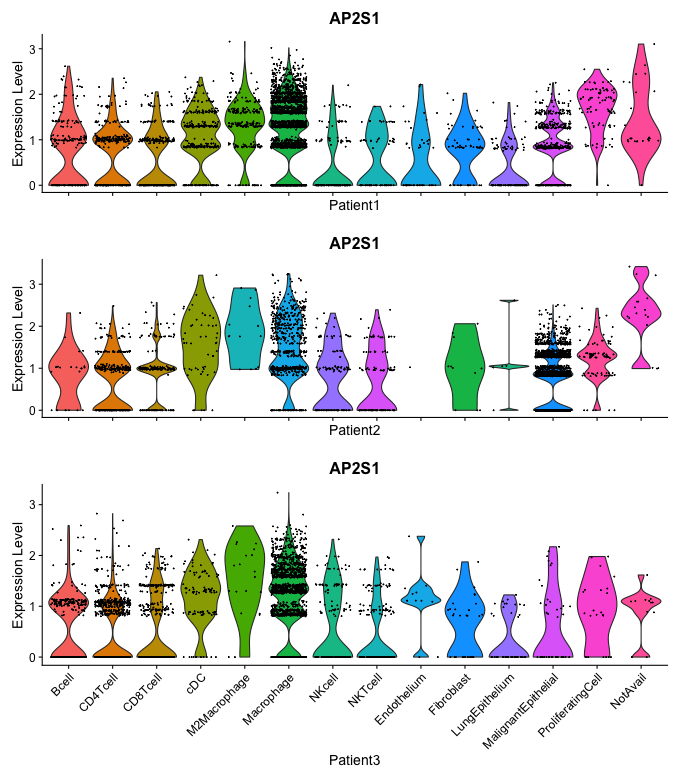 AP2S1
Expression Level
3
2
1
0
Patient1
AP2S1
Expression Level
3
2
1
0
Patient2
AP2S1
Expression Level
3
2
1
0
Bcell
CD4Tcell
CD8Tcell
cDC
M2Macrophage
Macrophage
NKcell
NKTcell
Endothelium
Fibroblast
LungEpithelium
MalignantEpithelial
ProliferatingCell
NotAvail
Patient3